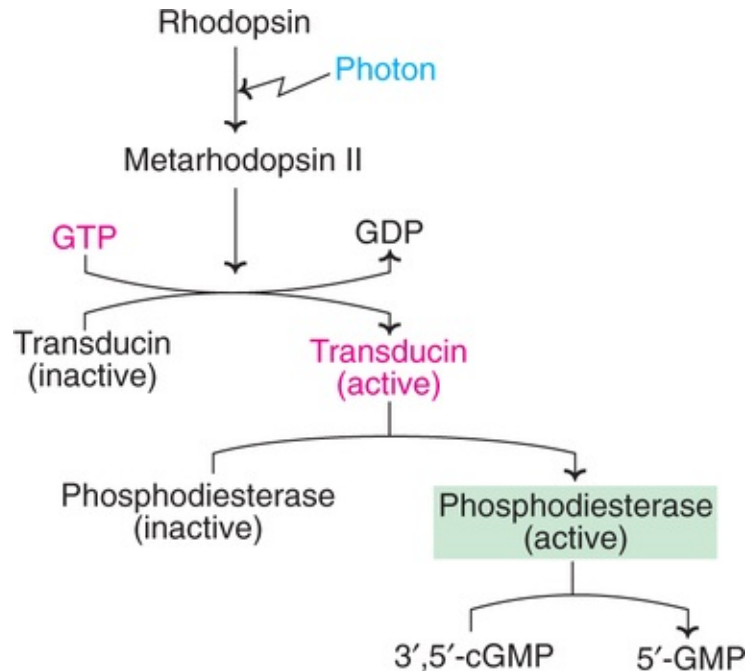 Rhodopsin
Photon
Metarhodopsin II
GTP
GDP
Transducin
(inactive)
Transducin
(active)
Phosphodiesterase
(inactive)
Phosphodiesterase
(active)
3′,5′-cGMP
5′-GMP